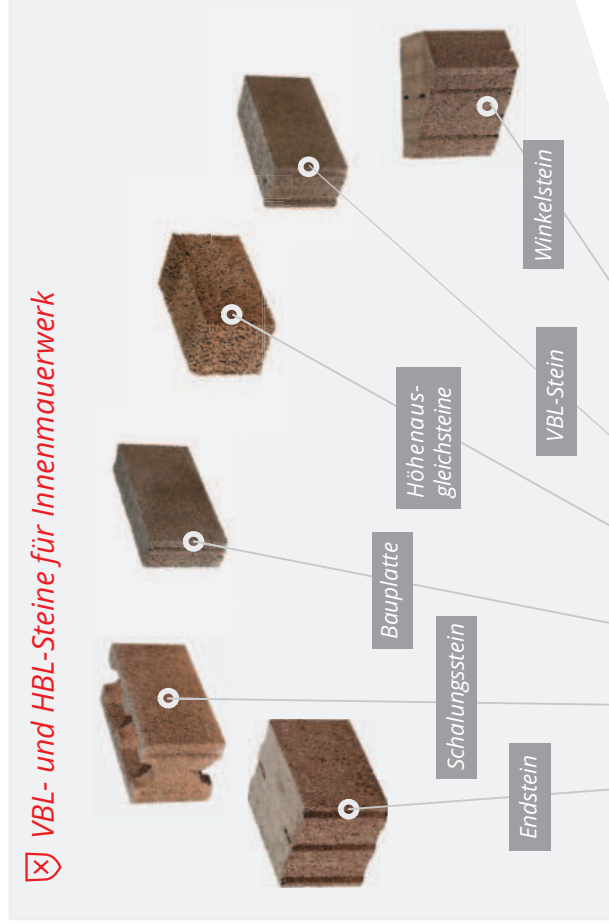 VBL- und HBL-Steine für Innenmauerwerk
Endstein
Schalungsstein
Bauplatte
Höhenaus-
gleichsteine
VBL-Stein
Winkelstein